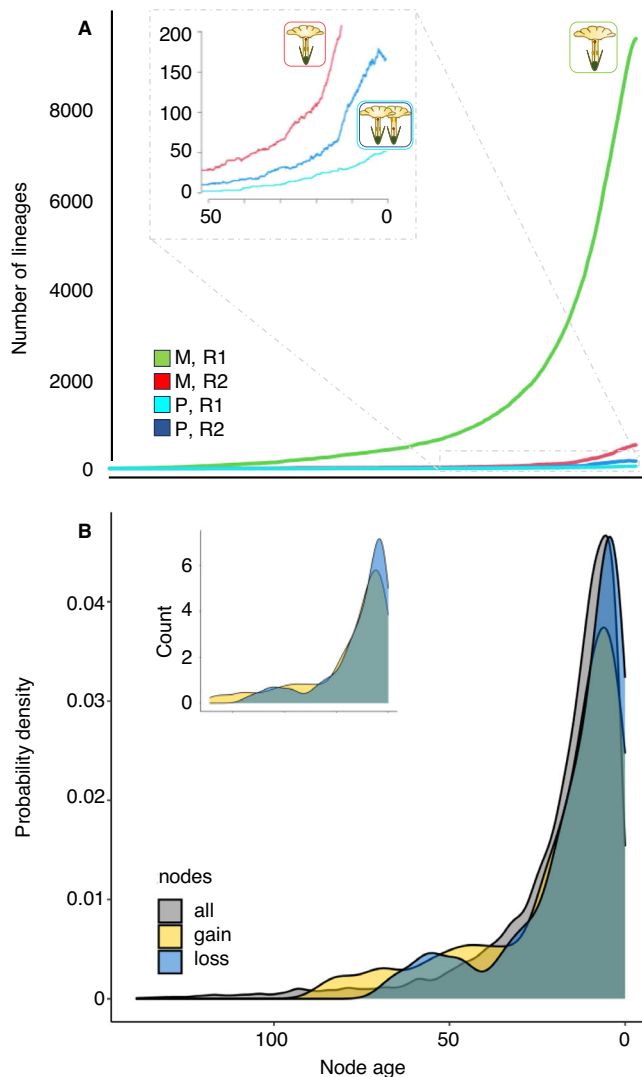 A
200
150
100
50
0
50
0
Number of lineages
8000
6000
4000
2000
0
M, R1
M, R2
P, R1
P, R2
B
6
4
2
0
Count
Probability density
0.04
0.03
0.02
0.01
0
nodes
all
gain
loss
100
50
0
Node age